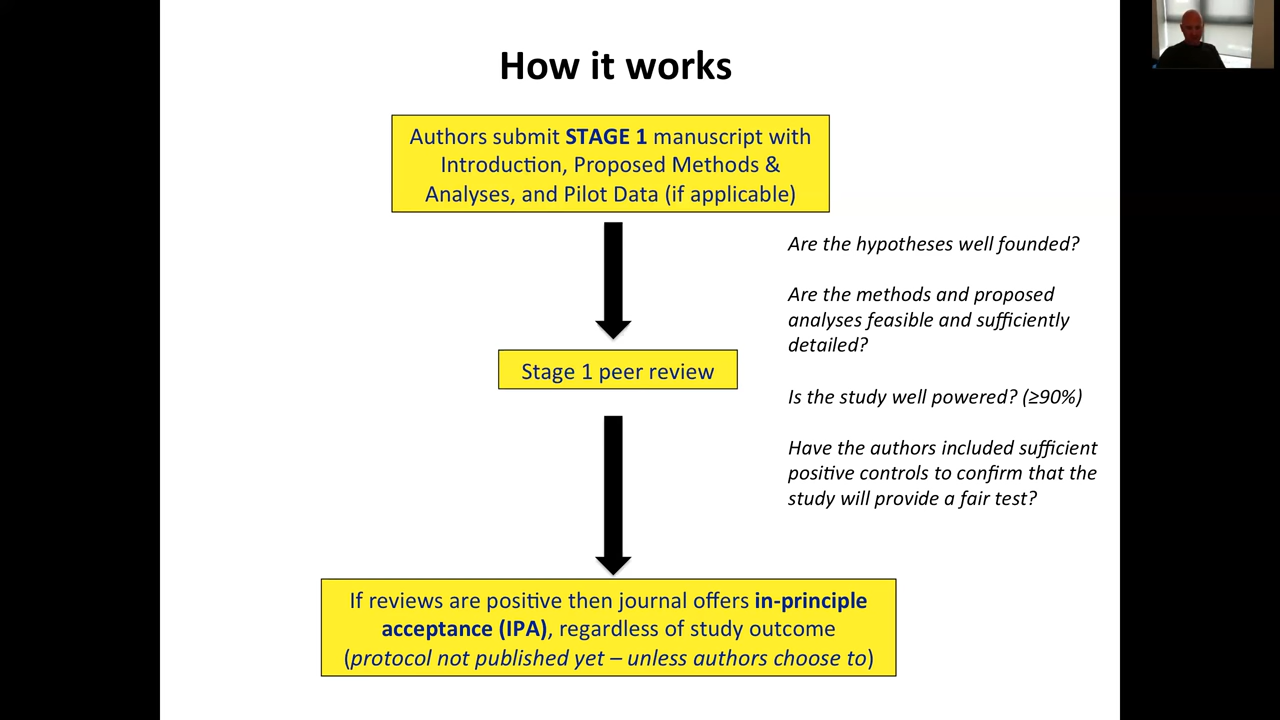 How it works
Authors submit STAGE 1 manuscript with
Introduction, Proposed Methods &
Analyses, and Pilot Data (if applicable)
Are the hypotheses well founded?
Are the methods and proposed
analyses feasible and sufficiently
detailed?
Stage 1 peer review
Is the study well powered? (≥90%)
Have the authors included sufficient
positive controls to confirm that the
study will provide a fair test?
If reviews are positive then journal offers in-principle
acceptance (IPA), regardless of study outcome
(protocol not published yet – unless authors choose to)